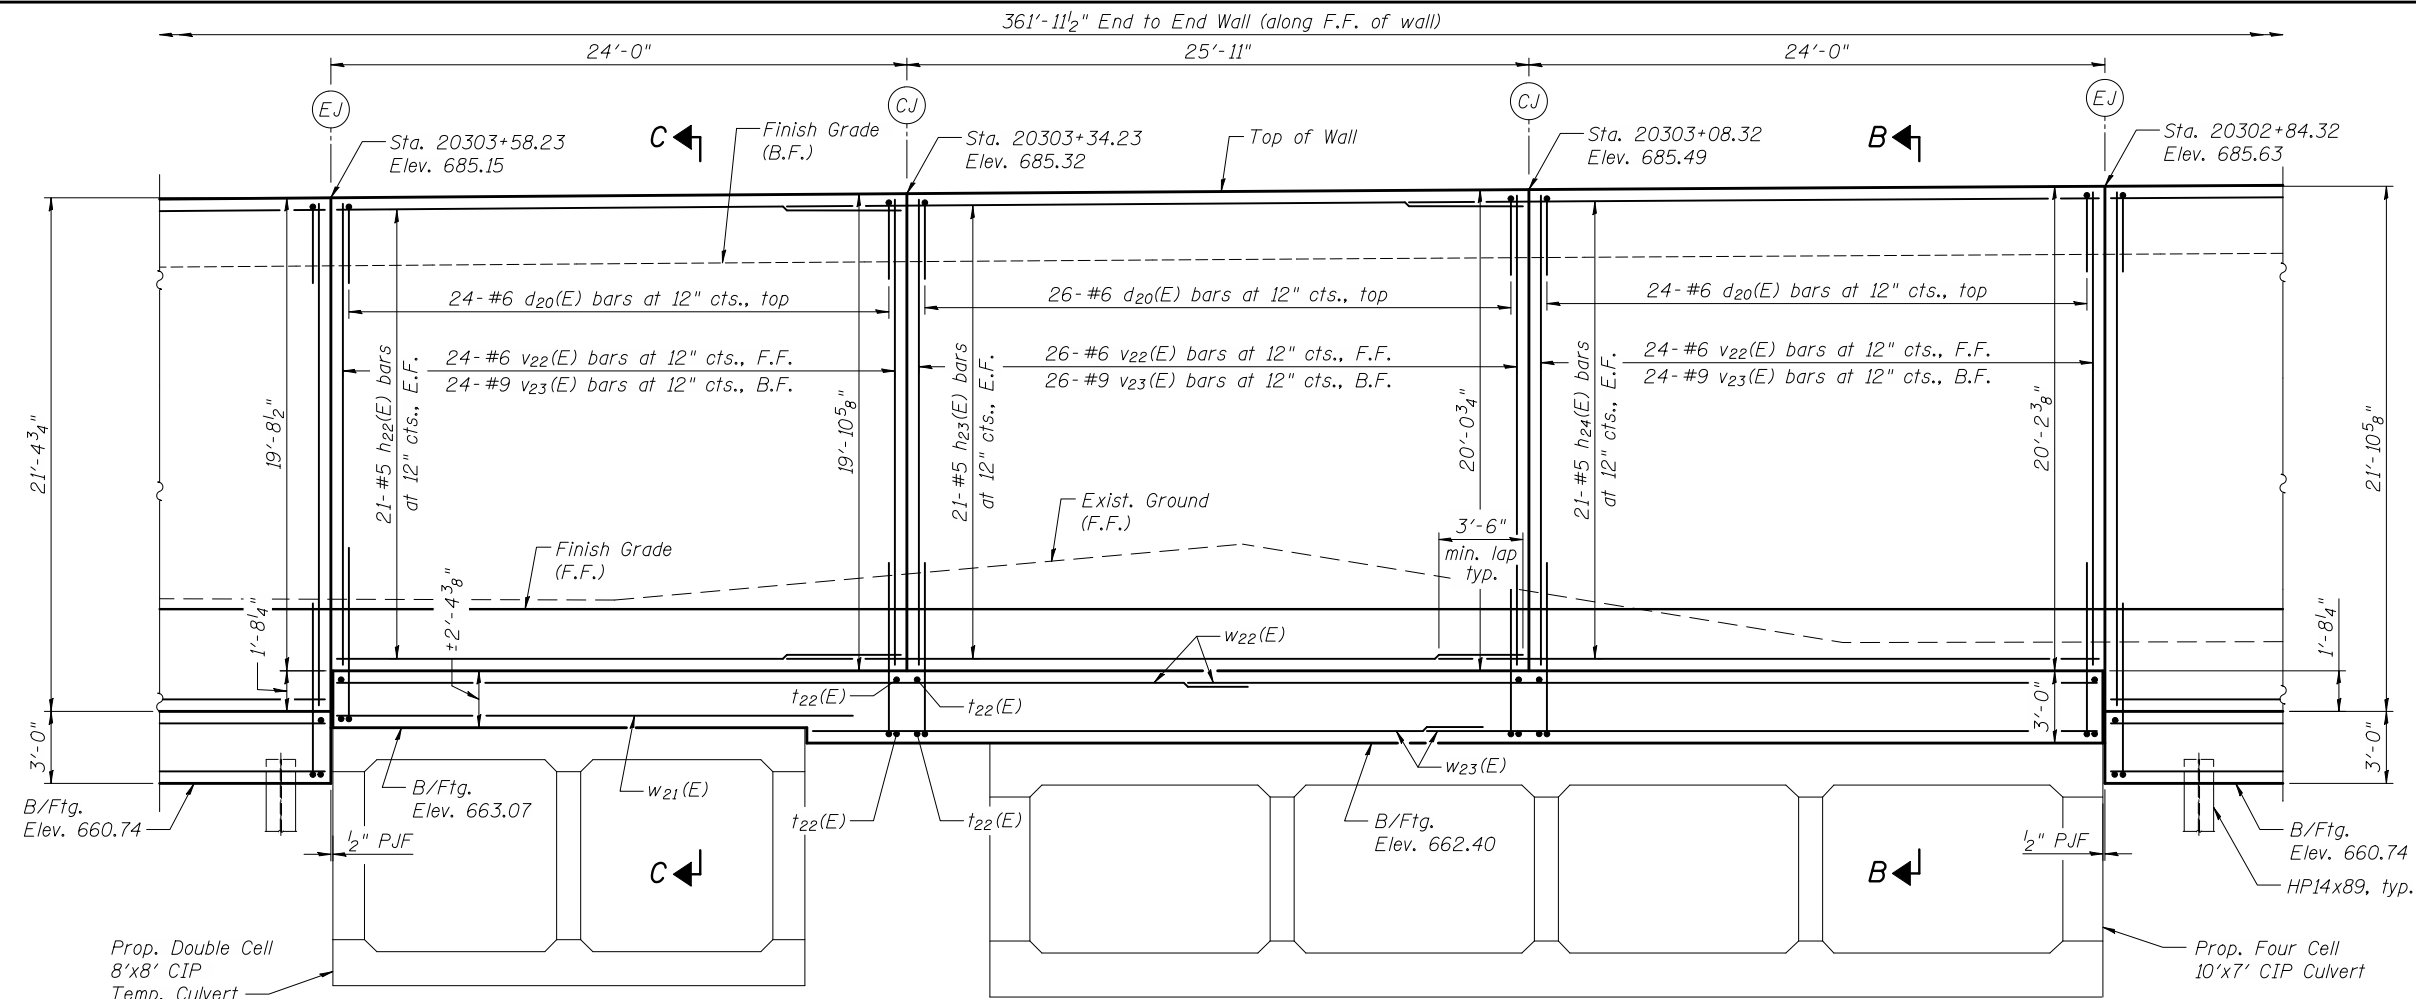 361'-11½" End to End Wall (along F.F. of wall)
24'-0"
25'-11"
24'-0"
EJ
CJ
CJ
EJ
Sta. 20303+58.23
Elev. 685.15
C
Finish Grade
(B.F.)
Sta. 20303+34.23
Elev. 685.32
Top of Wall
Sta. 20303+08.32
Elev. 685.49
B
Sta. 20302+84.32
Elev. 685.63
24-#6 d20(E) bars at 12" cts., top
26-#6 d20(E) bars at 12" cts., top
24-#6 d20(E) bars at 12" cts., top
24-#6 v22(E) bars at 12" cts., F.F.
24-#9 v23(E) bars at 12" cts., B.F.
26-#6 v22(E) bars at 12" cts., F.F.
26-#9 v23(E) bars at 12" cts., B.F.
24-#6 v22(E) bars at 12" cts., F.F.
24-#9 v23(E) bars at 12" cts., B.F.
21'-4¾"
19'-8½"
21-#5 h22(E) bars
at 12" cts., E.F.
19'-10⅝"
21-#5 h23(E) bars
at 12" cts., E.F.
20'-0¾"
21-#5 h24(E) bars
at 12" cts., E.F.
20'-2⅜"
21'-10⅝"
Exist. Ground
(F.F.)
3'-6"
min. lap
typ.
Finish Grade
(F.F.)
1'-8¼"
±2'-4⅜"
w22(E)
1'-8¼"
t22(E)
t22(E)
3'-0"
3'-0"
3'-0"
B/Ftg.
Elev. 660.74
B/Ftg.
Elev. 663.07
w21(E)
t22(E)
t22(E)
w23(E)
B/Ftg.
Elev. 662.40
½" PJF
½" PJF
B/Ftg.
Elev. 660.74
C
B
HP14x89, typ.
Prop. Double Cell
8'x8' CIP
Temp. Culvert
Prop. Four Cell
10'x7' CIP Culvert